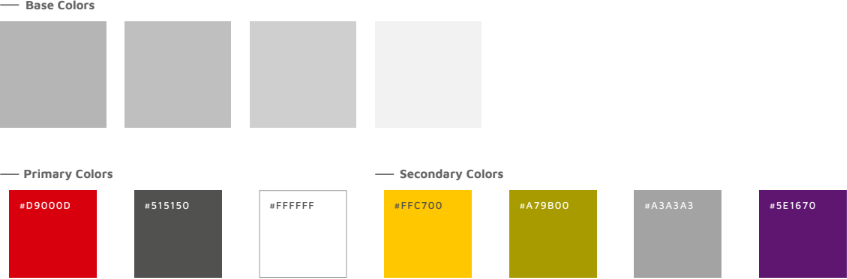 Base Colors
Primary Colors
Secondary Colors
#D9000D
#515150
#FFFFFF
#FFC700
#A79B00
#A3A3A3
#5E1670